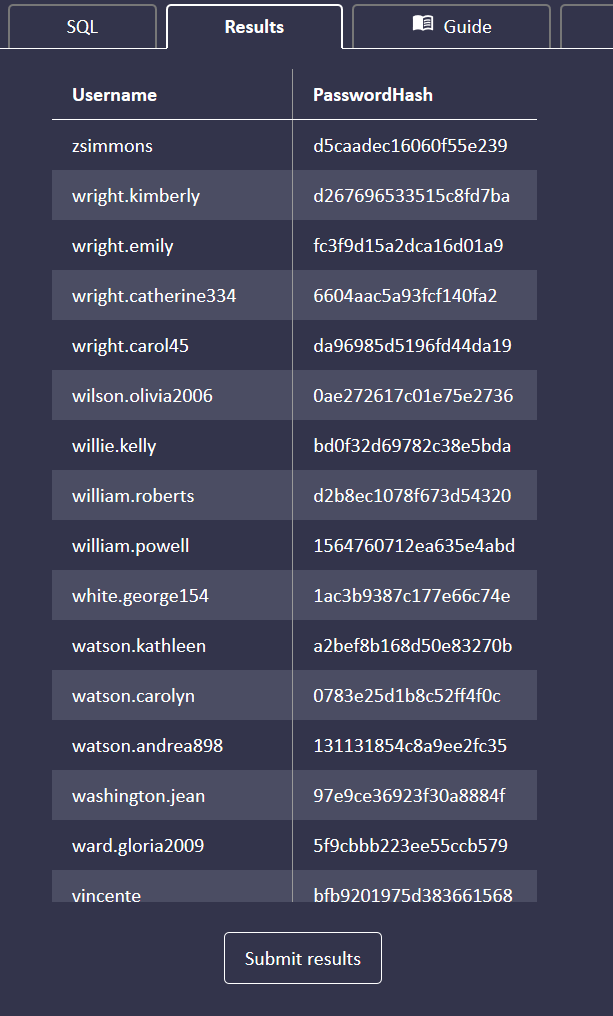 SQL Results Guide
Username PasswordHash
zsimmons d5caadec16060f55e239
wright.kimberly d267696533515c8fd7ba
wright.emily fc3f9d15a2dca16d01a9
wright.catherine334 6604aac5a93fcf140fa2
wright.carol45 da96985d5196fd44da19
wilson.olivia2006 0ae272617c01e75e2736
willie.kelly bd0f32d69782c38e5bda
william.roberts d2b8ec1078f673d54320
william.powell 1564760712ea635e4abd
white.george154 1ac3b9387c177e66c74e
watson.kathleen a2bef8b168d50e83270b
watson.carolyn 0783e25d1b8c52ff4f0c
watson.andrea898 131131854c8a9ee2fc35
washington.jean 97e9ce36923f30a8884f
ward.gloria2009 5f9cbbb223ee55ccb579
vincente bfb9201975d383661568
Submit results